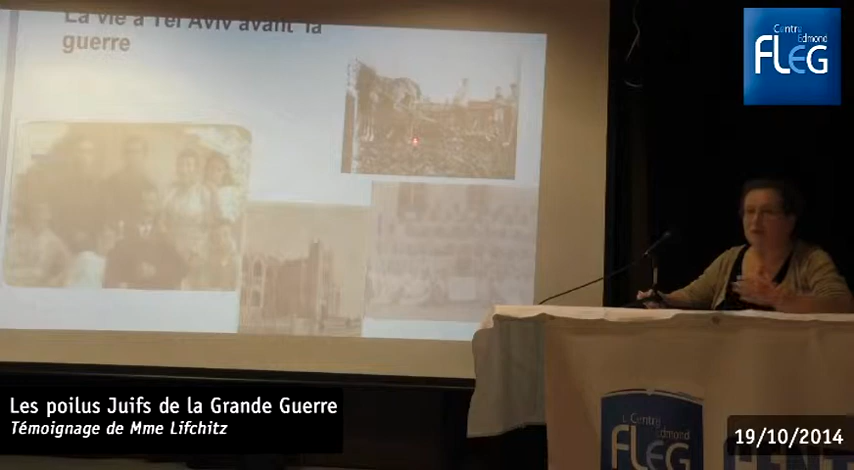 La vie à Tel Aviv avant la
guerre
Centre
Edmond
FLEG
Les poilus Juifs de la Grande Guerre
Témoignage de Mme Lifchitz
Le Centre
Edmond
FLEG
19/10/2014